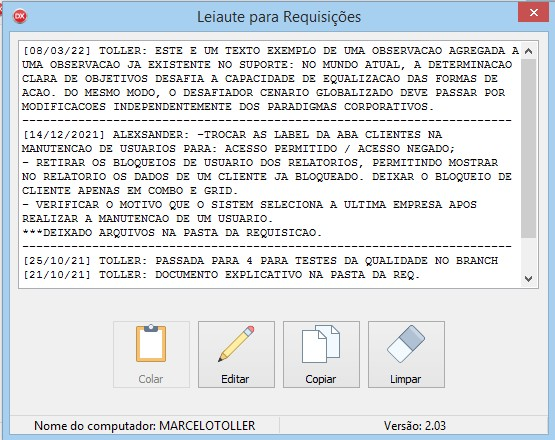 Leiaute para Requisições
[08/03/22] TOLLER: ESTE E UM TEXTO EXEMPLO DE UMA OBSERVACAO AGREGADA A
UMA OBSERVACAO JA EXISTENTE NO SUPORTE: NO MUNDO ATUAL, A DETERMINACAO
CLARA DE OBJETIVOS DESAFIA A CAPACIDADE DE EQUALIZACAO DAS FORMAS DE
ACAO. DO MESMO MODO, O DESAFIADOR CENARIO GLOBALIZADO DEVE PASSAR POR
MODIFICACOES INDEPENDENTEMENTE DOS PARADIGMAS CORPORATIVOS.
------------------------------------------------------------------------
[14/12/2021] ALEXSANDER: -TROCAR AS LABEL DA ABA CLIENTES NA
MANUTENCAO DE USUARIOS PARA: ACESSO PERMITIDO / ACESSO NEGADO;
- RETIRAR OS BLOQUEIOS DE USUARIO DOS RELATORIOS, PERMITINDO MOSTRAR
NO RELATORIO OS DADOS DE UM CLIENTE JA BLOQUEADO. DEIXAR O BLOQUEIO DE
CLIENTE APENAS EM COMBO E GRID.
- VERIFICAR O MOTIVO QUE O SISTEM SELECIONA A ULTIMA EMPRESA APOS
REALIZAR A MANUTENCAO DE UM USUARIO.
***DEIXADO ARQUIVOS NA PASTA DA REQUISICAO.
------------------------------------------------------------------------
[25/10/21] TOLLER: PASSADA PARA 4 PARA TESTES DA QUALIDADE NO BRANCH
[21/10/21] TOLLER: DOCUMENTO EXPLICATIVO NA PASTA DA REQ.
Colar
Editar
Copiar
Limpar
Nome do computador: MARCELOTOLLER
Versão: 2.03